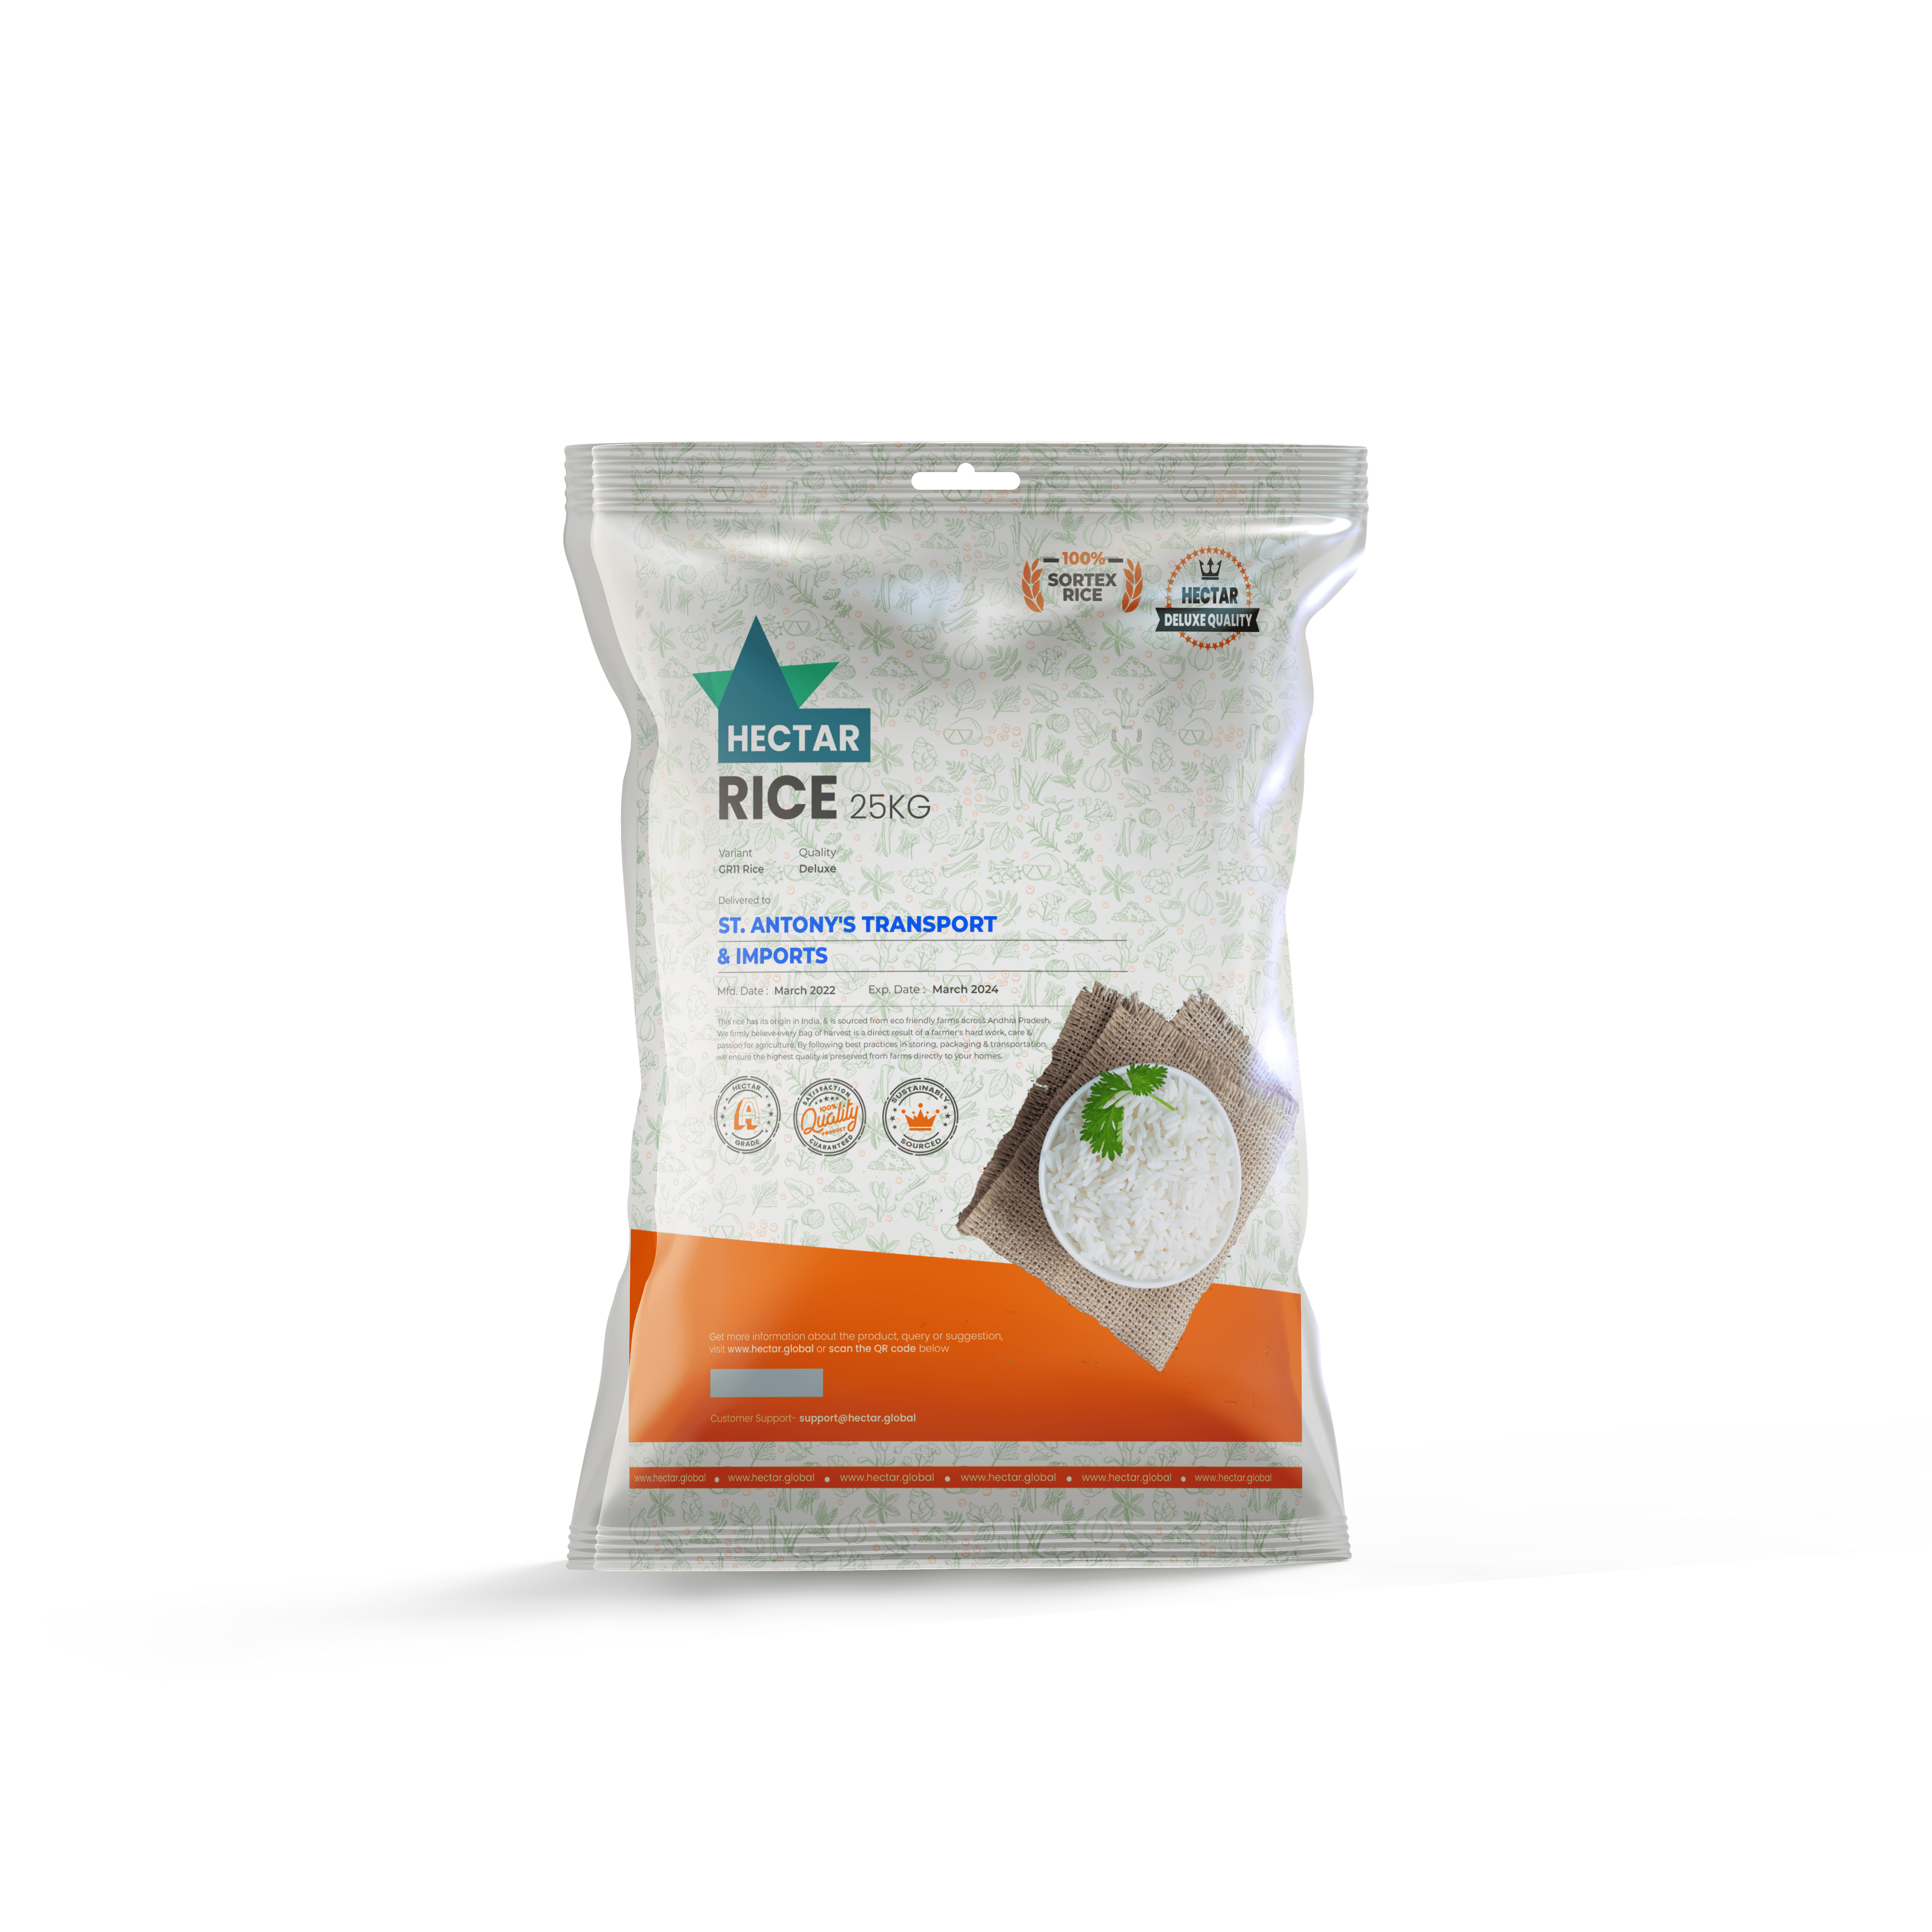 100%
SORTEX
RICE
HECTAR
DELUXE QUALITY
HECTAR
RICE 25KG
Variant Quality
GR11 Rice Deluxe
Delivered to
ST. ANTONY'S TRANSPORT
& IMPORTS
Mfd. Date : March 2022 Exp. Date : March 2024
This rice has its origin in India, & is sourced from eco friendly farms across Andhra Pradesh.
We firmly believe every bag of harvest is a direct result of a farmer's hard work, care &
passion for agriculture. By following best practices in storing, packaging & transportation,
we ensure the highest quality is preserved from farms directly to your homes.
HECTAR
A
GRADE
SATISFACTION
100%
Quality
PRODUCT
GUARANTEED
SUSTAINABLY
SOURCED
Get more information about the product, query or suggestion,
visit www.hectar.global or scan the QR code below
Customer Support- support@hectar.global
www.hectar.global • www.hectar.global • www.hectar.global • www.hectar.global • www.hectar.global • www.hectar.global